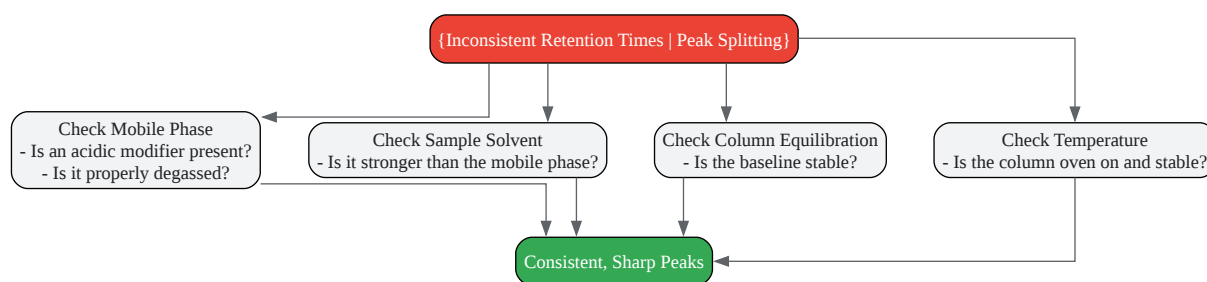 {Inconsistent Retention Times | Peak Splitting}
Check Mobile Phase
- Is an acidic modifier present?
- Is it properly degassed?
Check Sample Solvent
- Is it stronger than the mobile phase?
Check Column Equilibration
- Is the baseline stable?
Check Temperature
- Is the column oven on and stable?
Consistent, Sharp Peaks